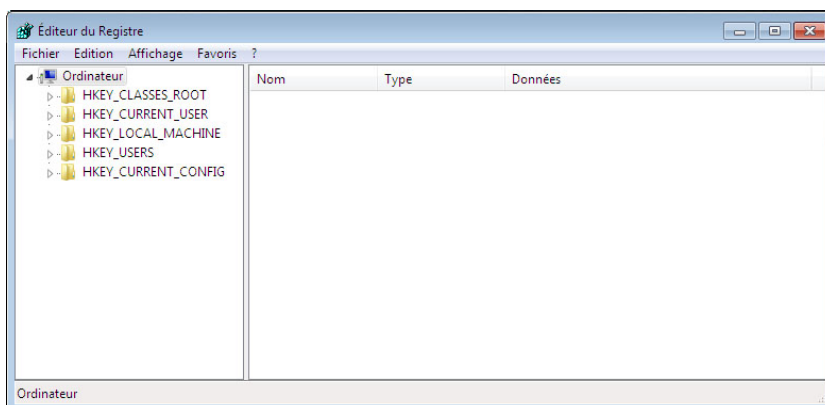 Éditeur du Registre
Fichier Edition Affichage Favoris ?
Ordinateur
HKEY_CLASSES_ROOT
HKEY_CURRENT_USER
HKEY_LOCAL_MACHINE
HKEY_USERS
HKEY_CURRENT_CONFIG
Nom Type Données
Ordinateur